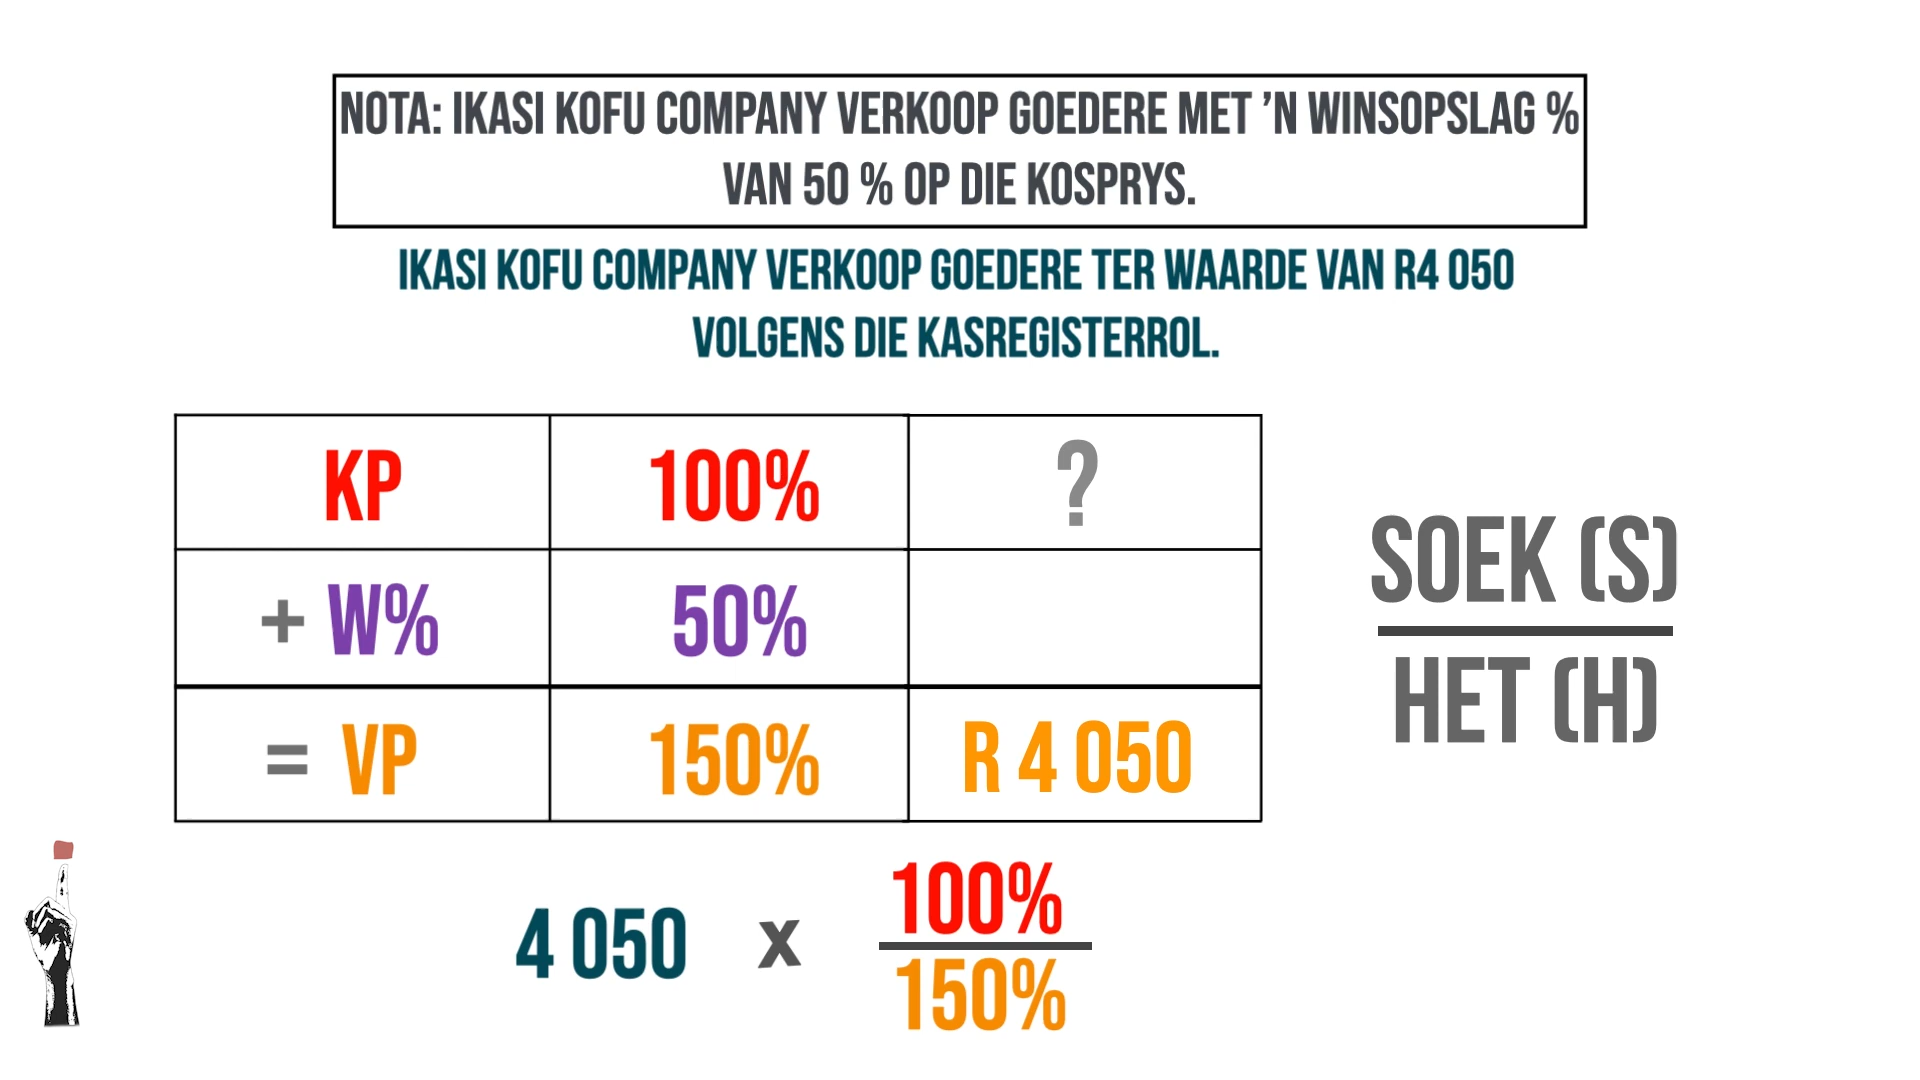 NOTA: IKASI KOFU COMPANY VERKOOP GOEDERE MET 'N WINSOPSLAG %
VAN 50 % OP DIE KOSPRYS.
IKASI KOFU COMPANY VERKOOP GOEDERE TER WAARDE VAN R4 050
VOLGENS DIE KASREGISTERROL.
KP 100% ?
+ W% 50%
= VP 150% R 4 050
SOEK (S)
HET (H)
4 050 x 100%
150%